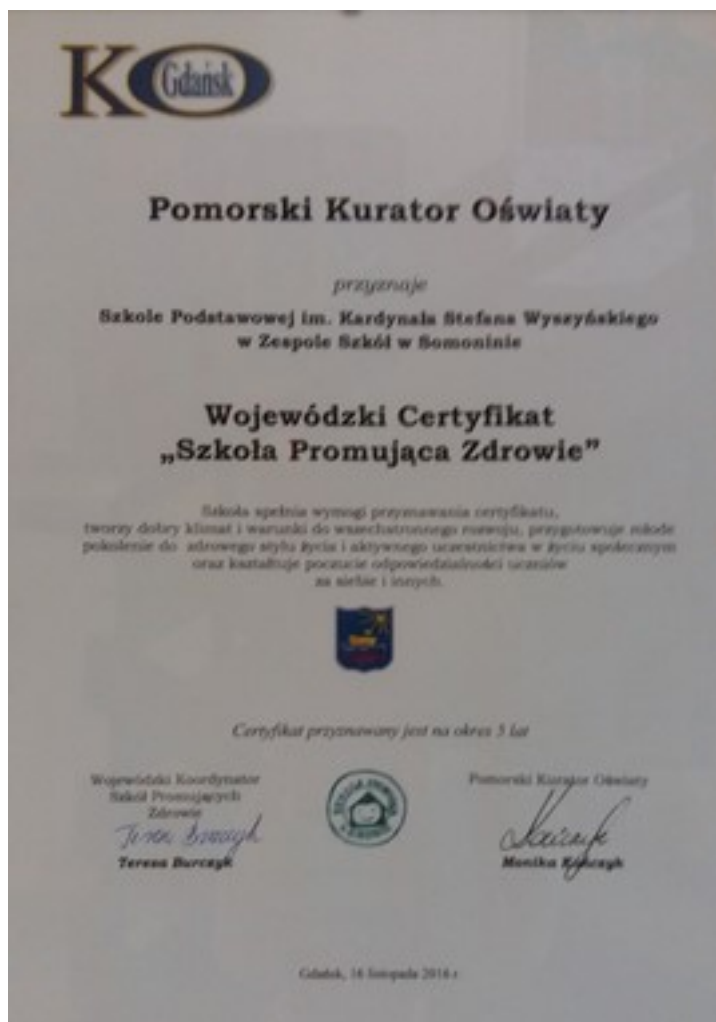 KO
Gdańsk
Pomorski Kurator Oświaty
przyznaje
Szkole Podstawowej im. Kardynała Stefana Wyszyńskiego
w Zespole Szkół w Somoninie
Wojewódzki Certyfikat
„Szkoła Promująca Zdrowie”
Szkoła spełnia wymogi przyznawania certyfikatu,
tworzy dobry klimat i warunki do wszechstronnego rozwoju, przygotowuje młode
pokolenie do zdrowego stylu życia i aktywnego uczestnictwa w życiu społecznym
oraz kształtuje poczucie odpowiedzialności uczniów
za siebie i innych.
Certyfikat przyznawany jest na okres 5 lat
Wojewódzki Koordynator
Szkół Promujących
Zdrowie
Teresa Burczyk
Pomorski Kurator Oświaty
Monika Kończyk
Gdańsk, 16 listopada 2016 r.